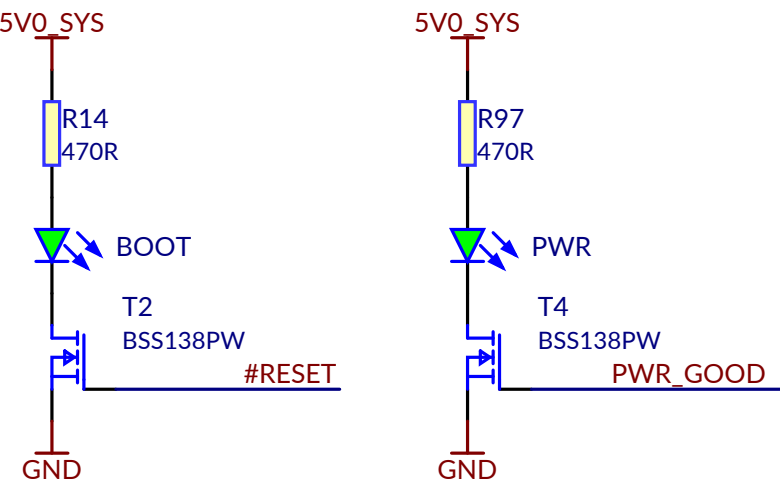 5V0_SYS
R14
470R
BOOT
T2
BSS138PW
#RESET
GND
5V0_SYS
R97
470R
PWR
T4
BSS138PW
PWR_GOOD
GND